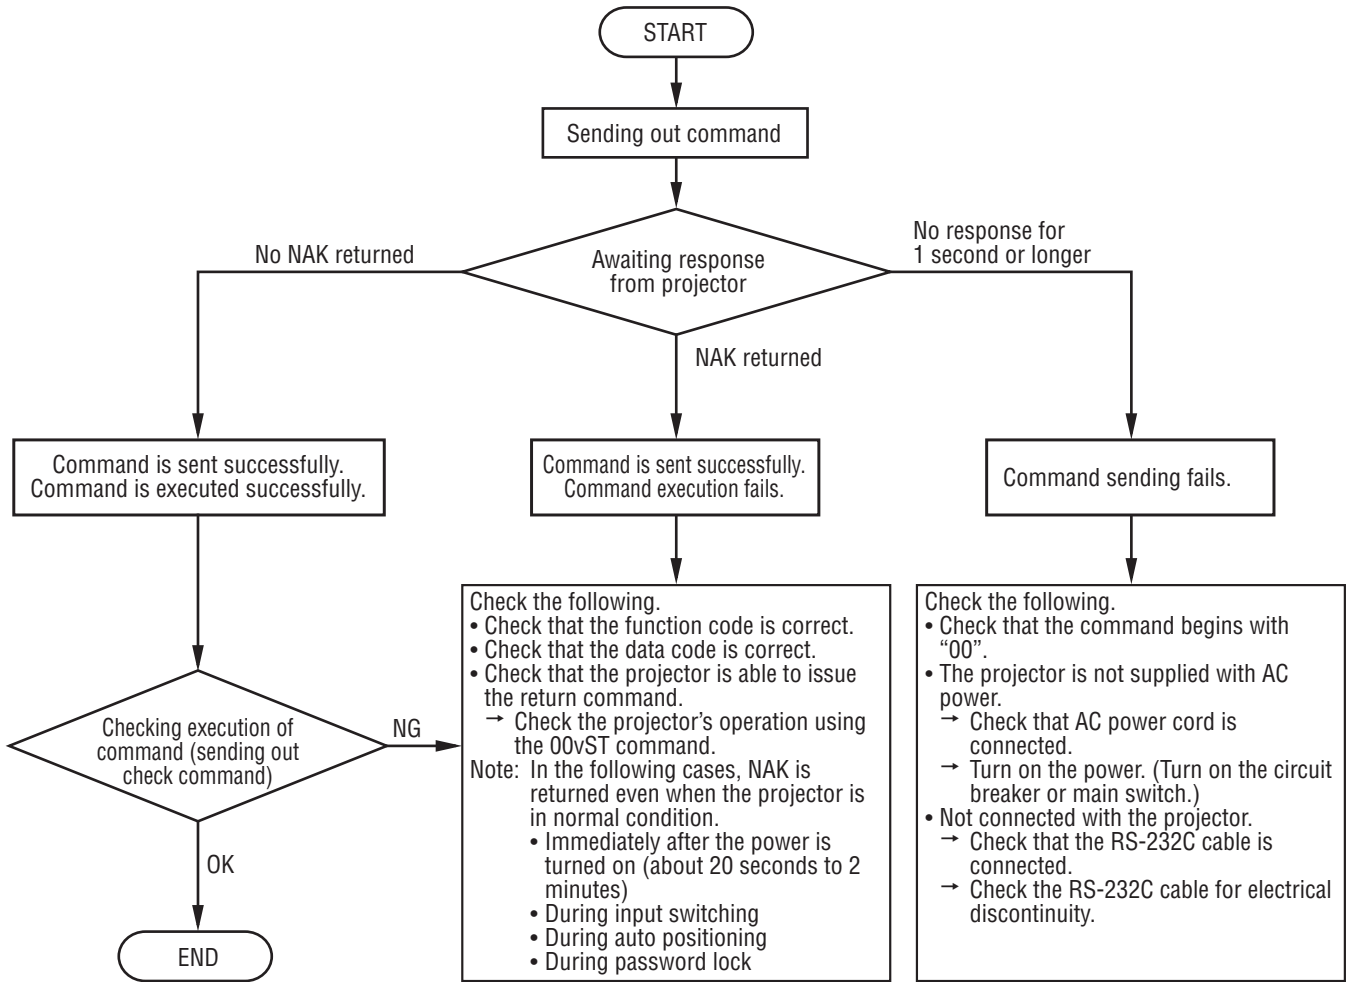 START
Sending out command
Awaiting response
from projector
No NAK returned
No response for
1 second or longer
NAK returned
Command is sent successfully.
Command is executed successfully.
Command is sent successfully.
Command execution fails.
Command sending fails.
Checking execution of
command (sending out
check command)
NG
OK
END
Check the following.
• Check that the function code is correct.
• Check that the data code is correct.
• Check that the projector is able to issue
the return command.
→ Check the projector’s operation using
the 00vST command.
Note: In the following cases, NAK is
returned even when the projector is
in normal condition.
• Immediately after the power is
turned on (about 20 seconds to 2
minutes)
• During input switching
• During auto positioning
• During password lock
Check the following.
• Check that the command begins with
“00”.
• The projector is not supplied with AC
power.
→ Check that AC power cord is
connected.
→ Turn on the power. (Turn on the circuit
breaker or main switch.)
• Not connected with the projector.
→ Check that the RS-232C cable is
connected.
→ Check the RS-232C cable for electrical
discontinuity.